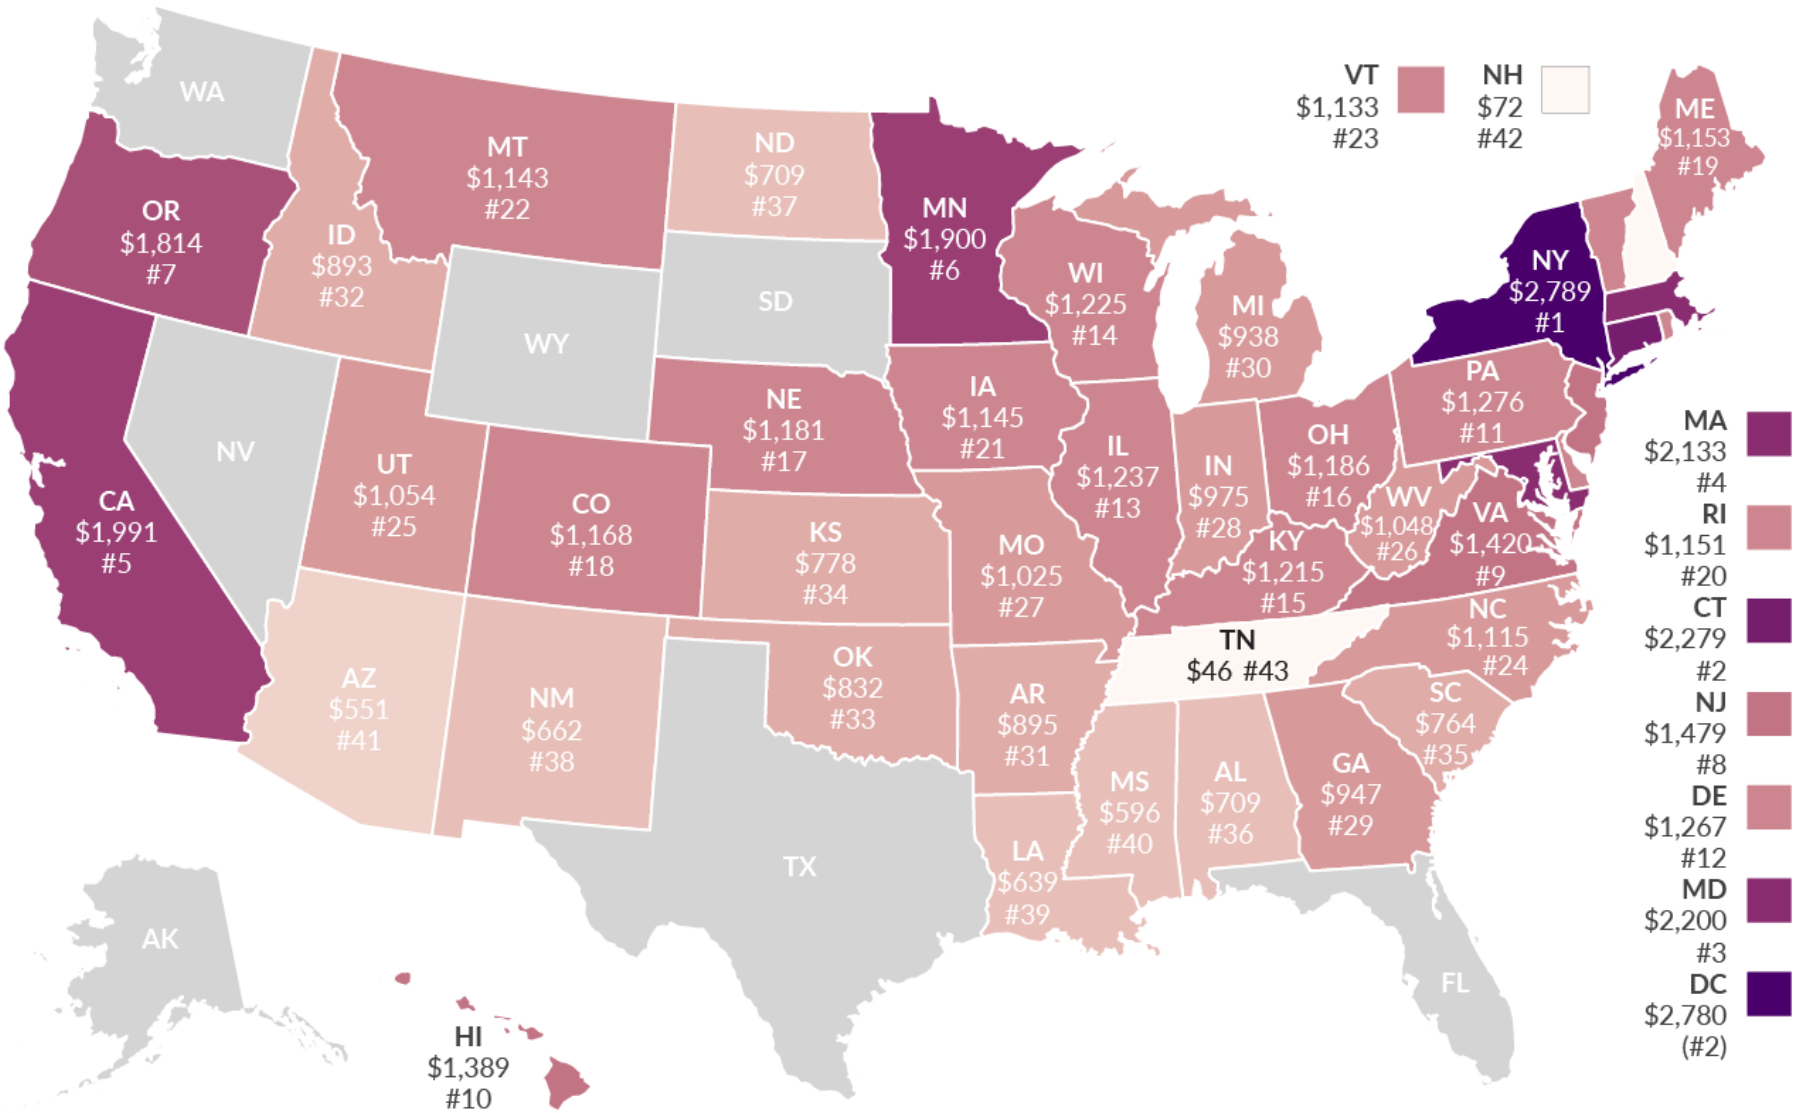 WA
VT
$1,133
#23
NH
$72
#42
ME
$1,153
#19
MT
$1,143
#22
ND
$709
#37
OR
$1,814
#7
ID
$893
#32
MN
$1,900
#6
WI
$1,225
#14
MI
$938
#30
NY
$2,789
#1
SD
WY
NV
UT
$1,054
#25
CO
$1,168
#18
NE
$1,181
#17
IA
$1,145
#21
IL
$1,237
#13
IN
$975
#28
OH
$1,186
#16
PA
$1,276
#11
CA
$1,991
#5
KS
$778
#34
MO
$1,025
#27
KY
$1,215
#15
WV
$1,048
#26
VA
$1,420
#9
NC
$1,115
#24
TN
$46 #43
SC
$764
#35
AZ
$551
#41
NM
$662
#38
OK
$832
#33
AR
$895
#31
MS
$596
#40
AL
$709
#36
GA
$947
#29
LA
$639
#39
TX
FL
AK
HI
$1,389
#10
MA
$2,133
#4
RI
$1,151
#20
CT
$2,279
#2
NJ
$1,479
#8
DE
$1,267
#12
MD
$2,200
#3
DC
$2,780
(#2)